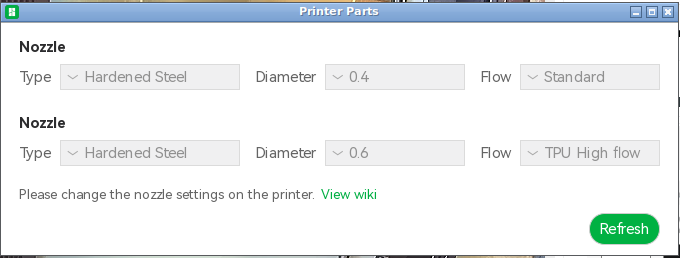 Printer Parts
Nozzle
Type Hardened Steel Diameter 0.4 Flow Standard
Nozzle
Type Hardened Steel Diameter 0.6 Flow TPU High flow
Please change the nozzle settings on the printer. View wiki
Refresh